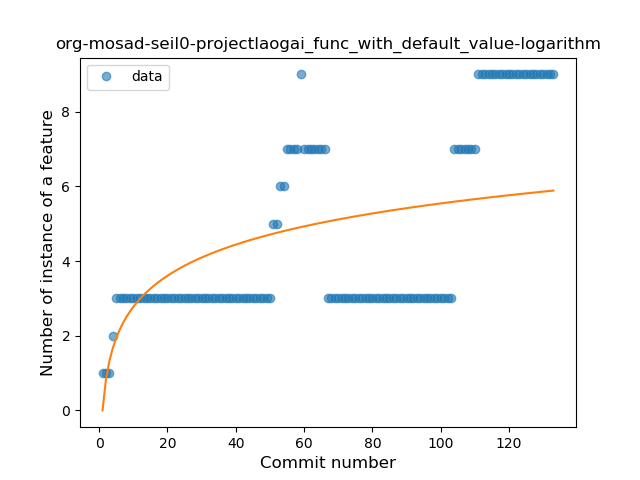 org-mosad-seil0-projectlaogai_func_with_default_value-logarithm
data
Number of instance of a feature
8
6
4
2
0
0 20 40 60 80 100 120
Commit number